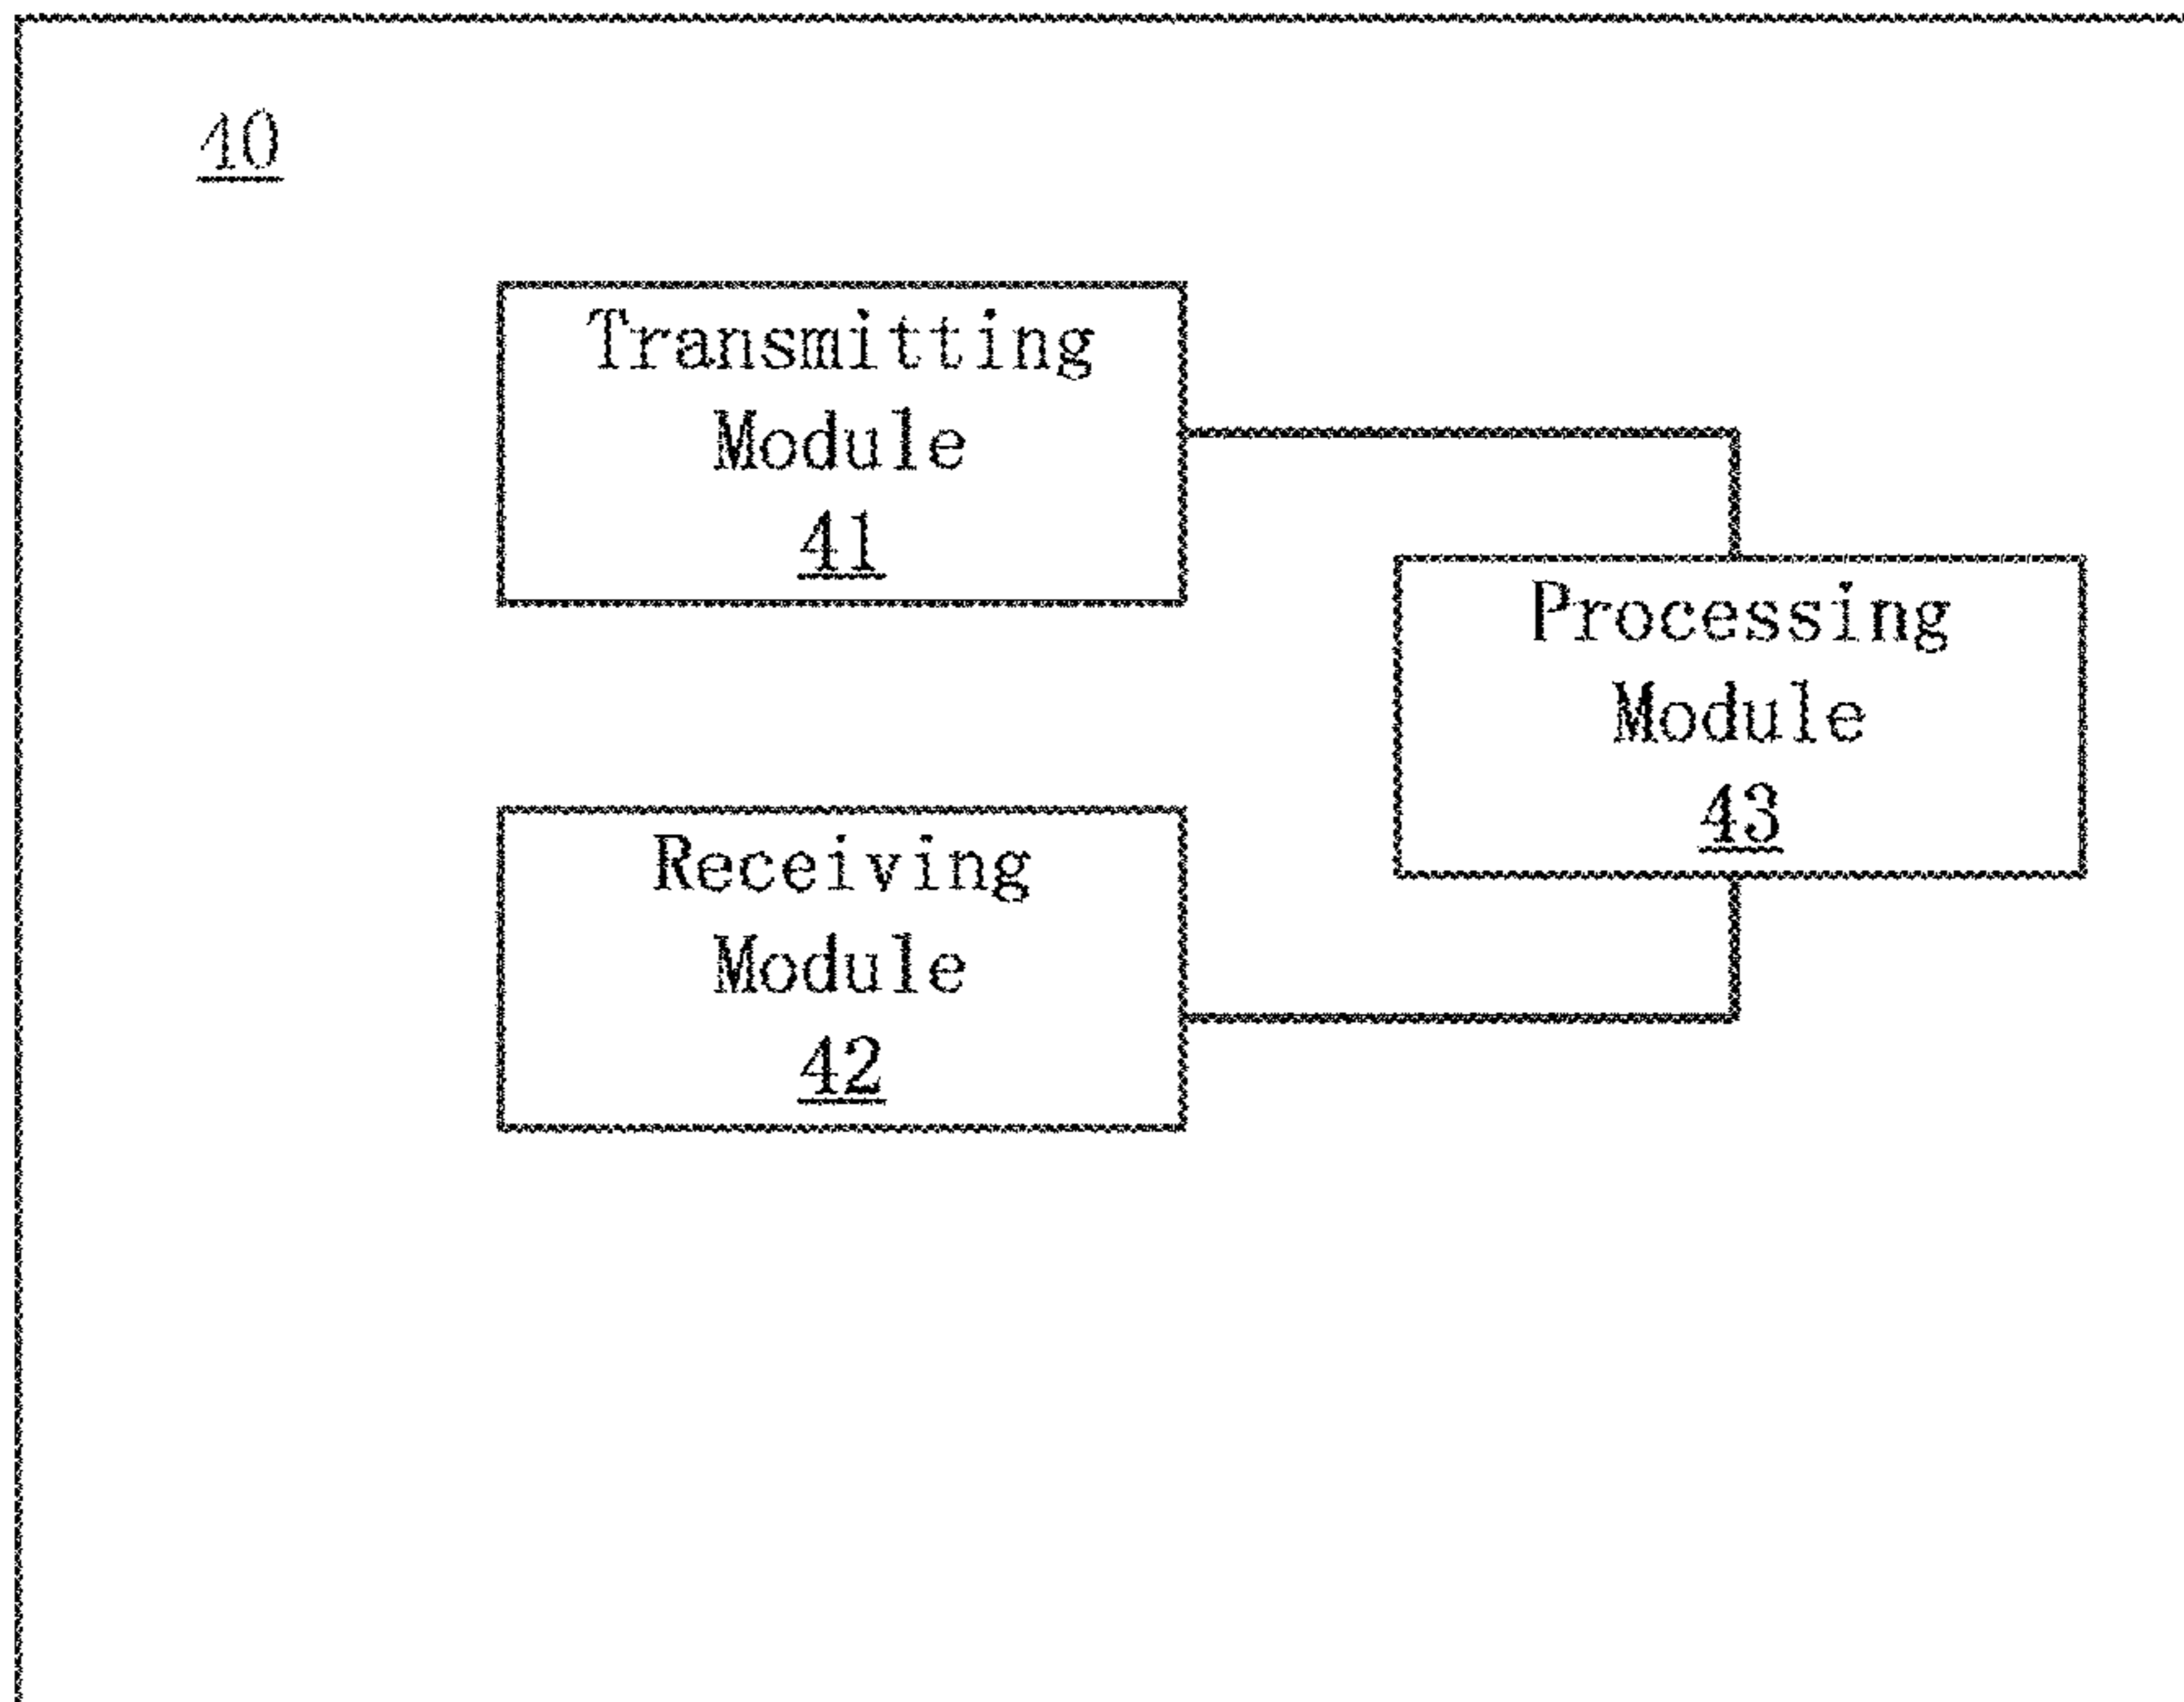 40
Transmitting
Module
41
Processing
Module
43
Receiving
Module
42